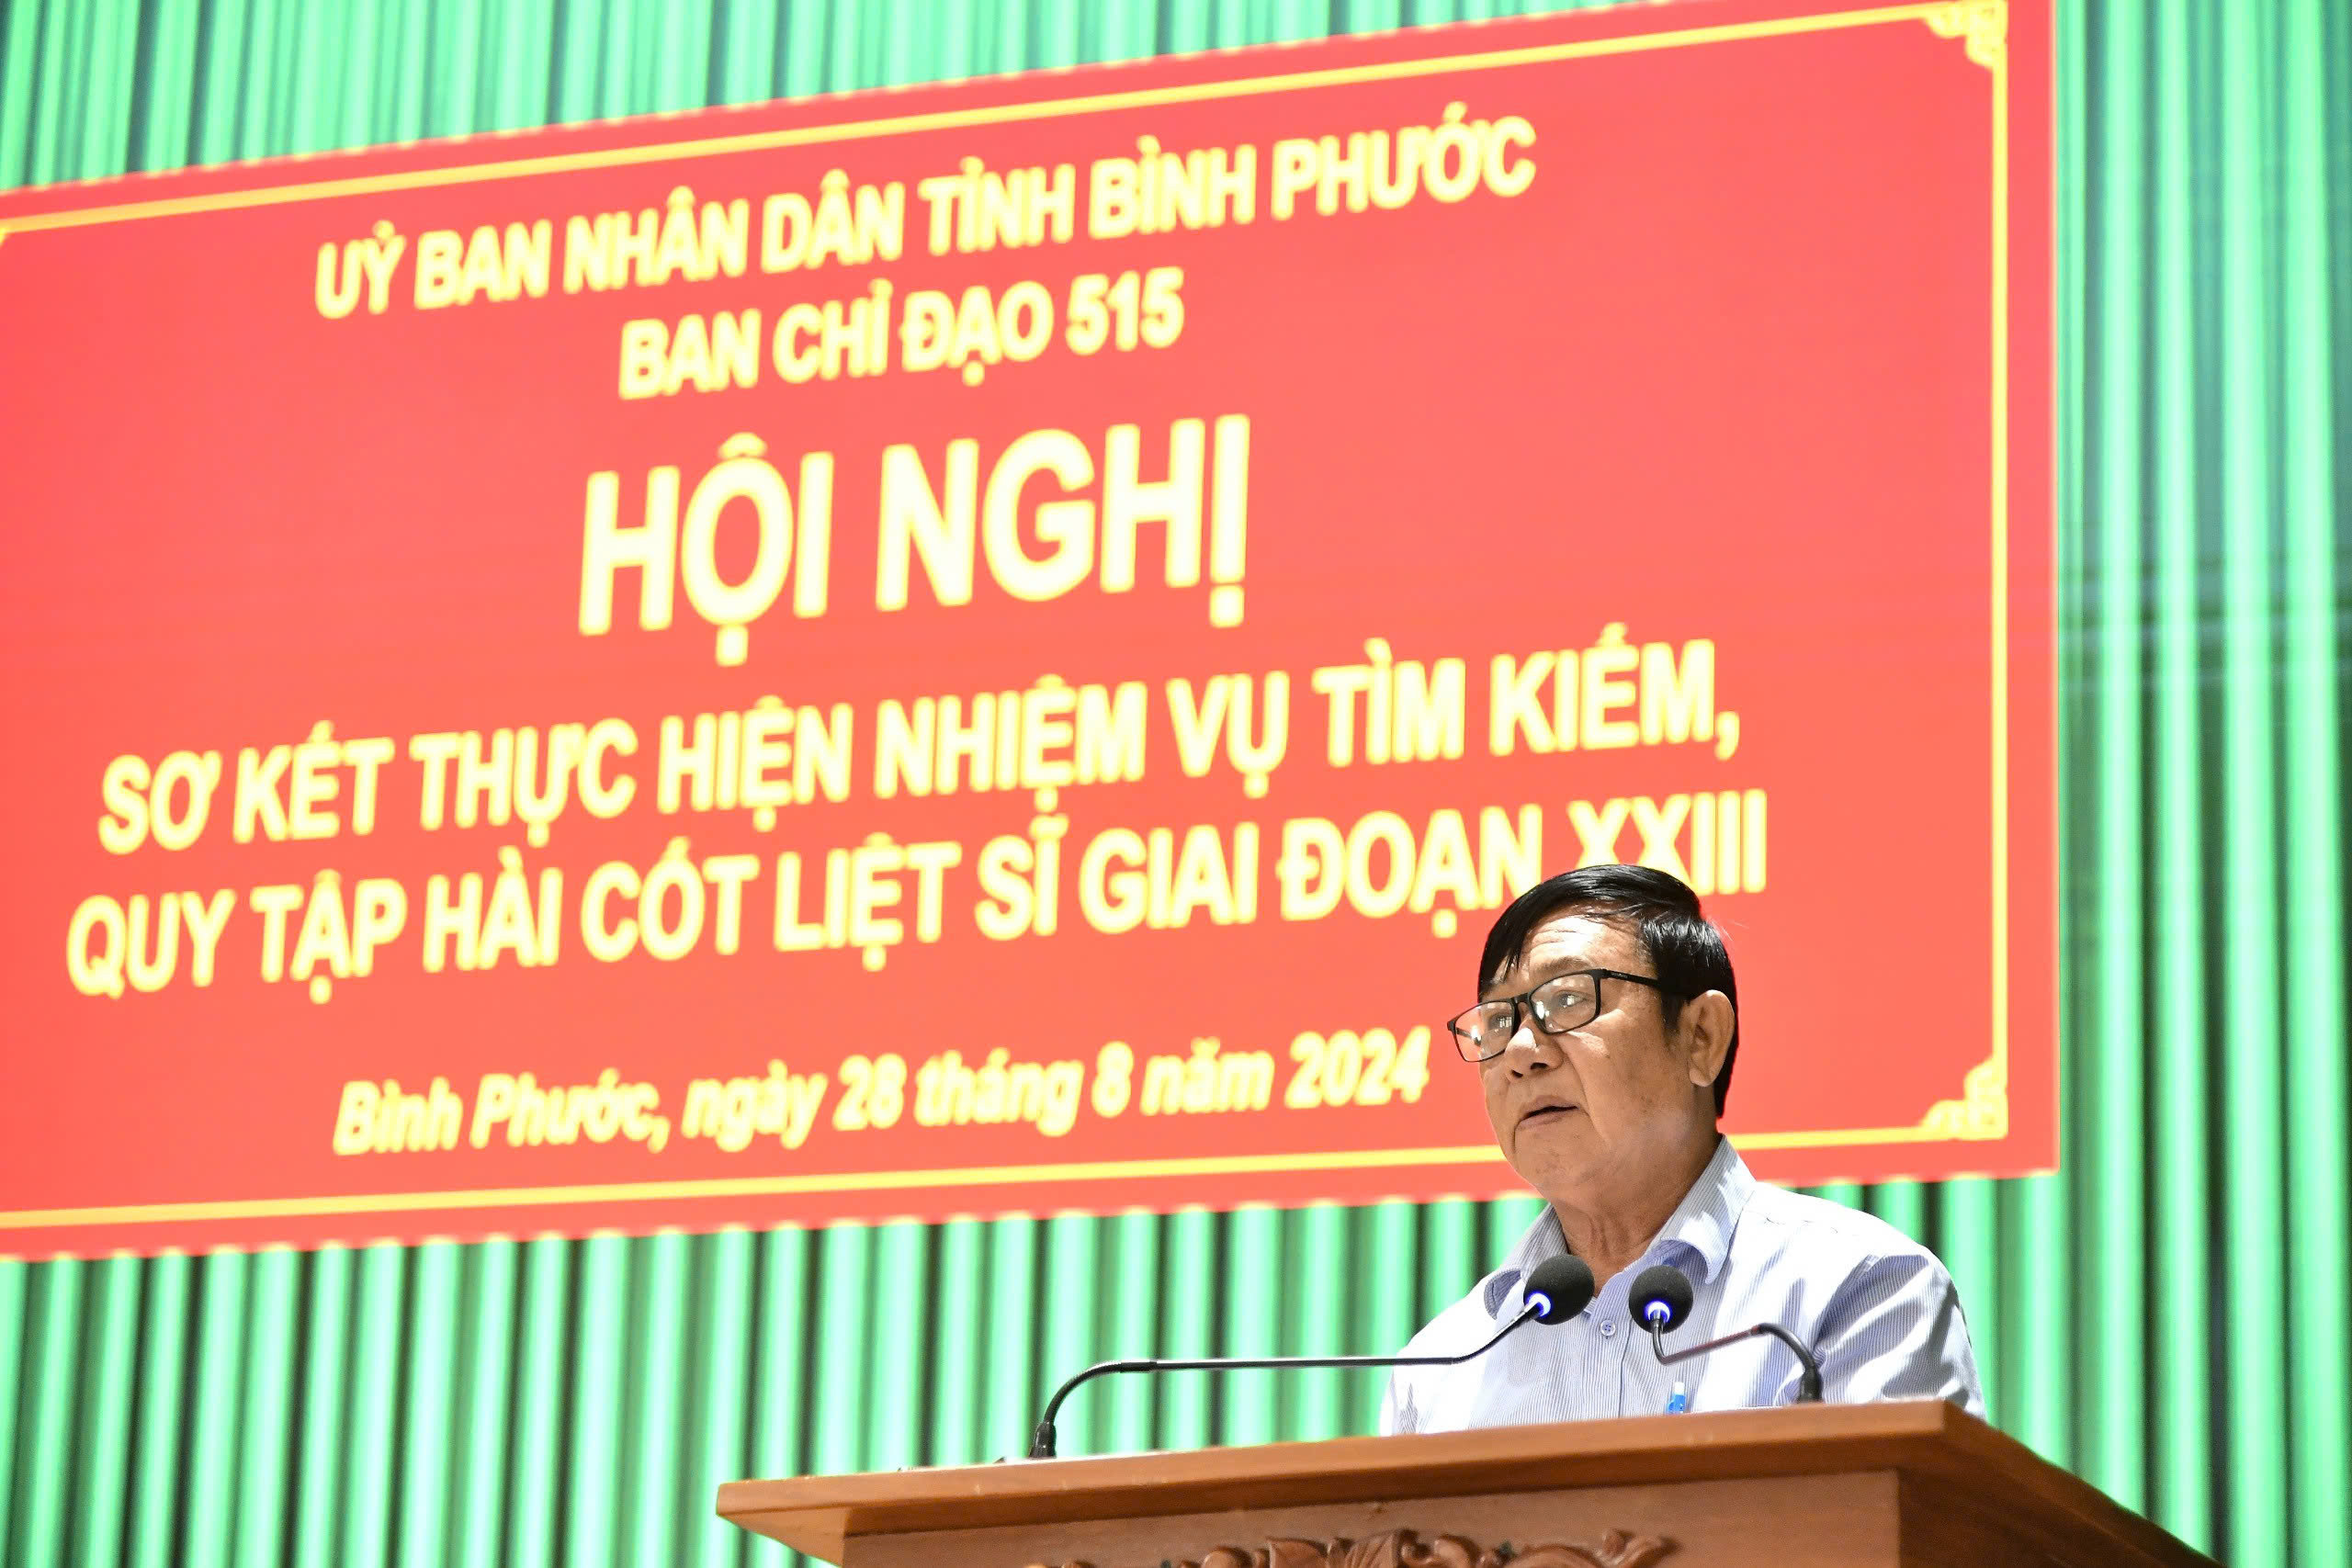 UỶ BAN NHÂN DÂN TỈNH BÌNH PHƯỚC
BAN CHỈ ĐẠO 515
HỘI NGHỊ
SƠ KẾT THỰC HIỆN NHIỆM VỤ TÌM KIẾM,
QUY TẬP HÀI CỐT LIỆT SĨ GIAI ĐOẠN XXIII
Bình Phước, ngày 28 tháng 8 năm 2024